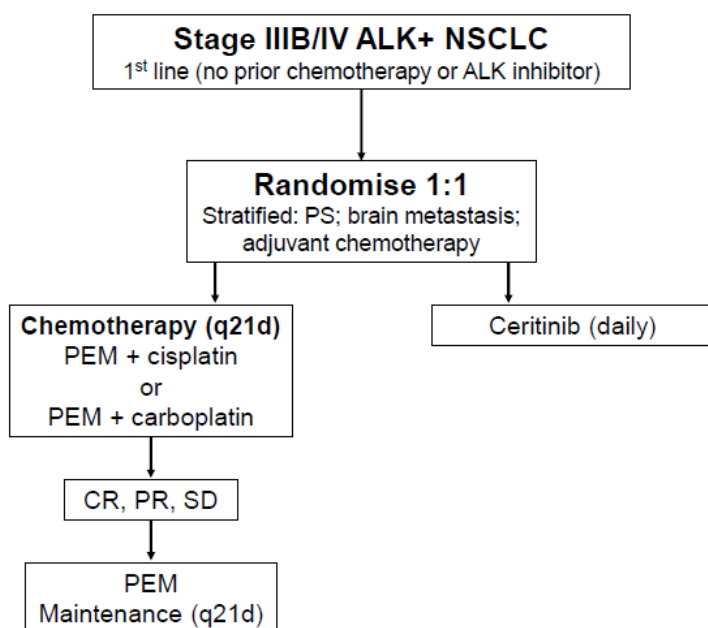 Stage IIIB/IV ALK+ NSCLC
1st line (no prior chemotherapy or ALK inhibitor)
Randomise 1:1
Stratified: PS; brain metastasis;
adjuvant chemotherapy
Chemotherapy (q21d)
PEM + cisplatin
or
PEM + carboplatin
Ceritinib (daily)
CR, PR, SD
PEM
Maintenance (q21d)